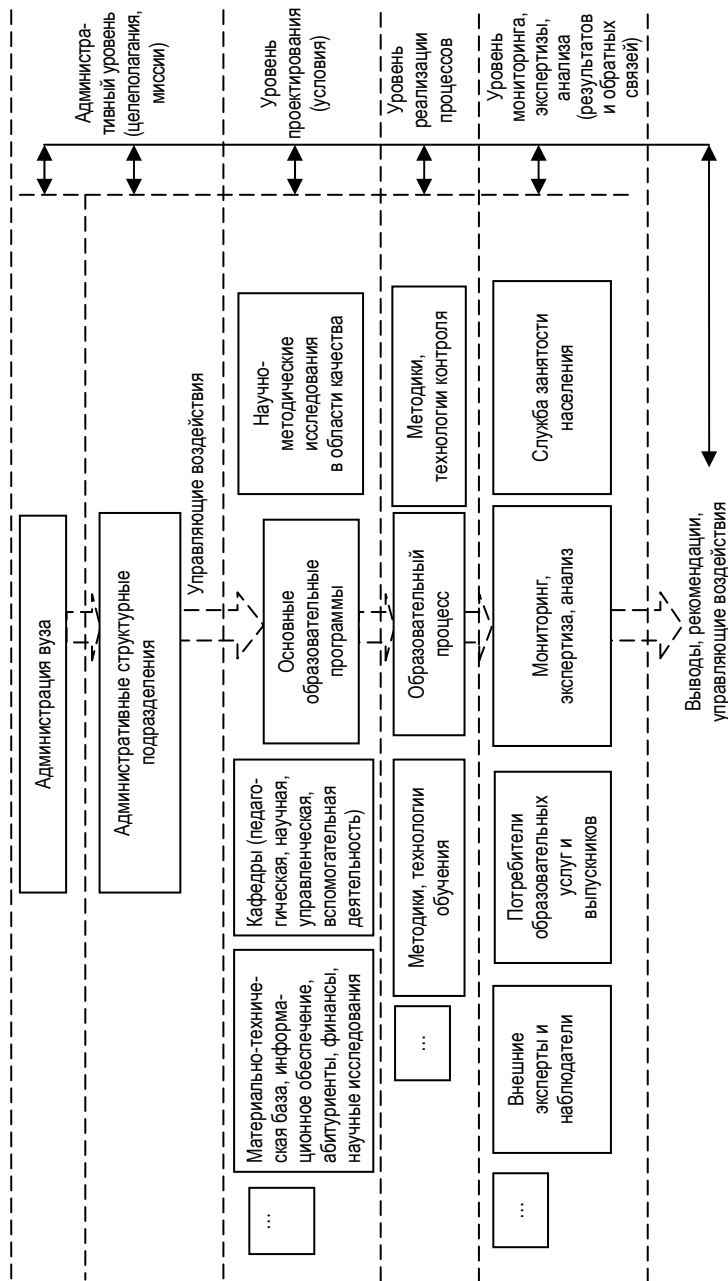 Администрация вуза
Администра-
тивный уровень
(целеполагания,
миссии)
Административные структурные
подразделения
Управляющие воздействия
…
Материально-техниче-
ская база, информа-
ционное обеспечение,
абитуриенты, финансы,
научные исследования
Кафедры (педаго-
гическая, научная,
управленческая,
вспомогательная
деятельность)
Основные
образовательные
программы
Научно-
методические
исследования
в области качества
Уровень
проектирования
(условия)
…
Методики, технологии
обучения
Образовательный
процесс
Методики,
технологии контроля
Уровень
реализации
процессов
…
Внешние
эксперты и
наблюдатели
Потребители
образовательных
услуг и
выпускников
Мониторинг,
экспертиза, анализ
Служба занятости
населения
Уровень
мониторинга,
экспертизы,
анализа
(результатов
и обратных
связей)
Выводы, рекомендации,
управляющие воздействия